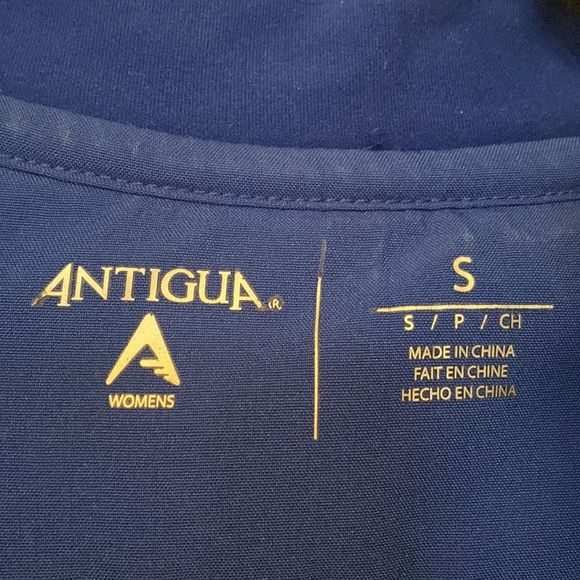 ANTIGUA®
WOMENS
S
S / P / CH
MADE IN CHINA
FAIT EN CHINE
HECHO EN CHINA